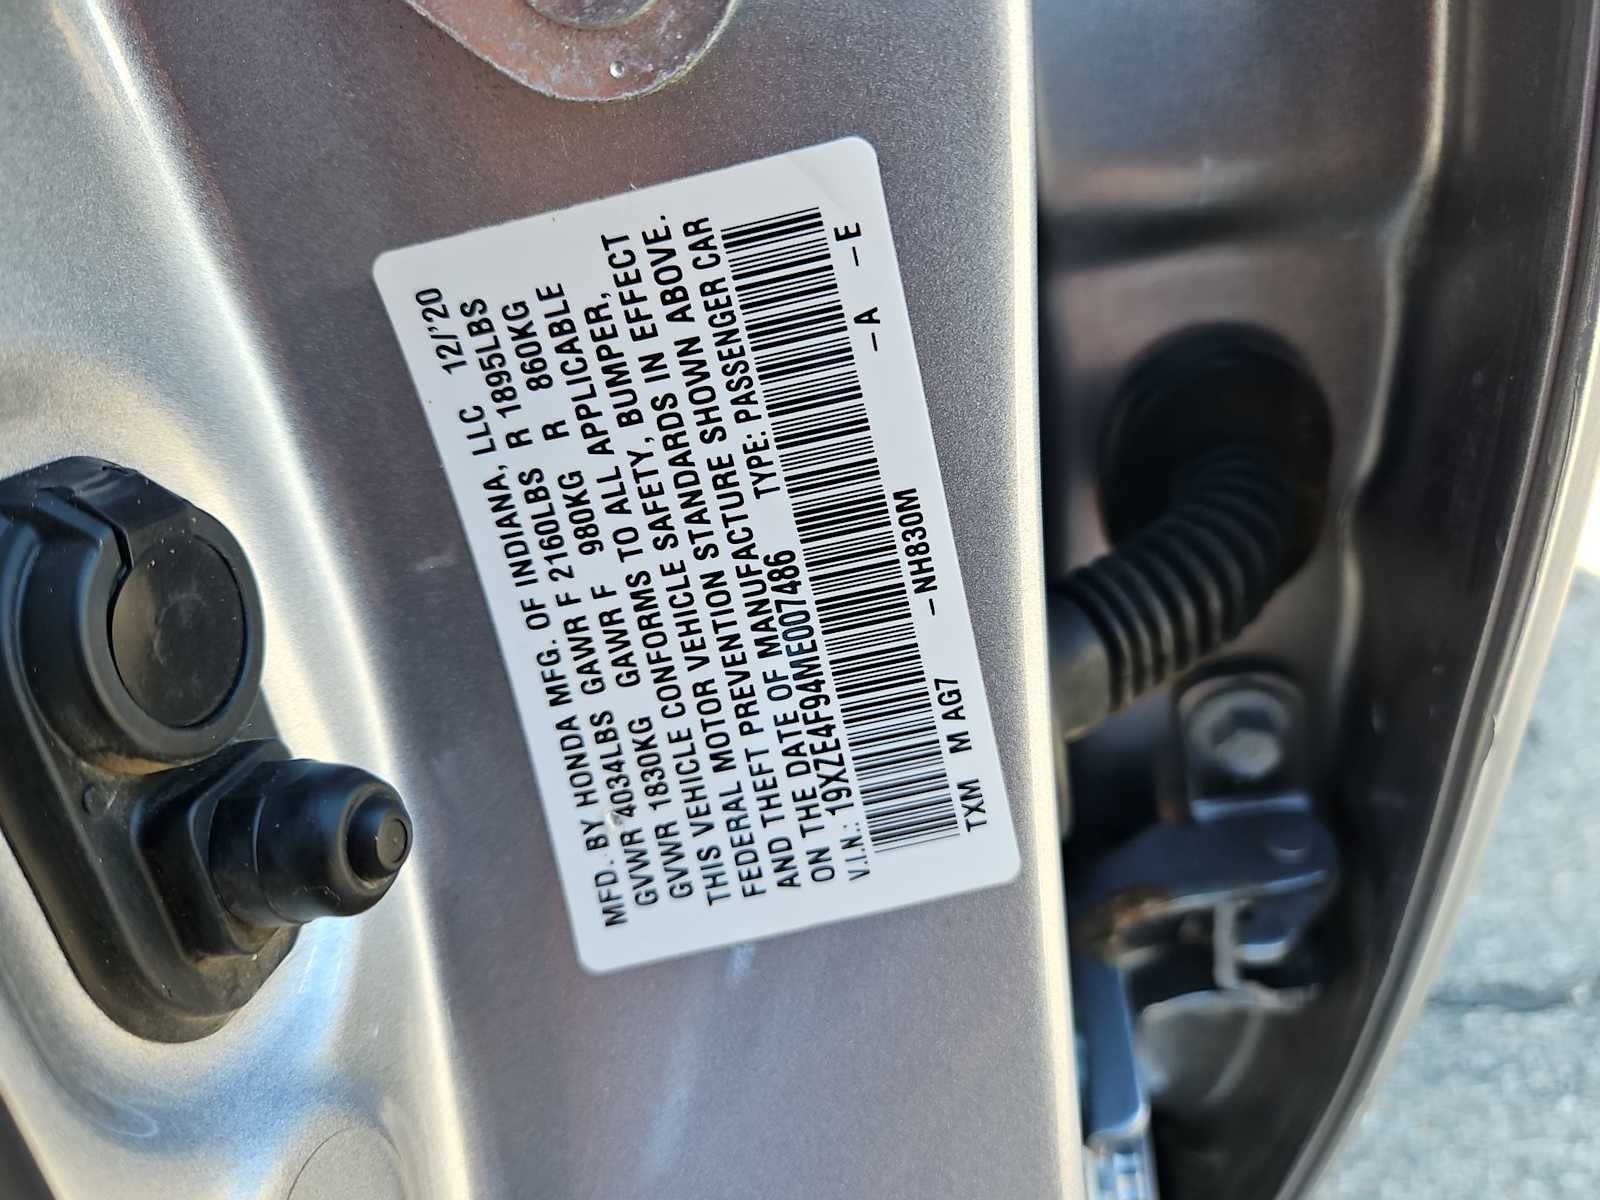 MFD. BY HONDA MFG. OF INDIANA, LLC 12/'20
GVWR 4034LBS GAWR F 2160LBS R 1895LBS
GVWR 1830KG GAWR F 980KG R 860KG
THIS VEHICLE CONFORMS TO ALL APPLICABLE
FEDERAL MOTOR VEHICLE SAFETY, BUMPER,
AND THEFT PREVENTION STANDARDS IN EFFECT
ON THE DATE OF MANUFACTURE SHOWN ABOVE.
V.I.N.: 19XZE4F94ME007486 TYPE: PASSENGER CAR
TXM M AG7 -NH830M -A -E